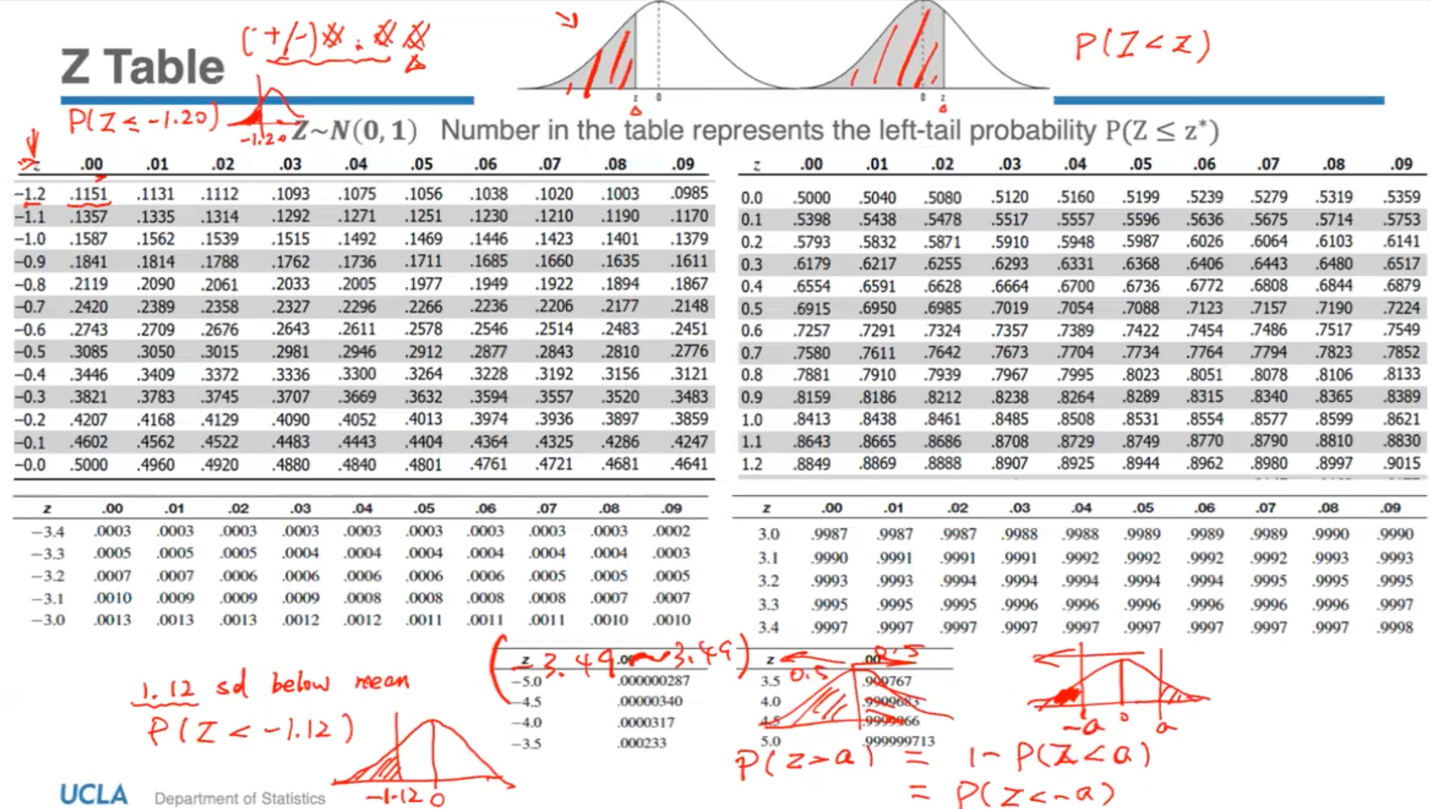 (+/-)X.XX
P(Z<z)
Z Table
P(Z≤-1.20)
-1.20
z 0
0 z
Z~N(0, 1) Number in the table represents the left-tail probability P(Z ≤ z*)
z .00 .01 .02 .03 .04 .05 .06 .07 .08 .09
−1.2 .1151 .1131 .1112 .1093 .1075 .1056 .1038 .1020 .1003 .0985
−1.1 .1357 .1335 .1314 .1292 .1271 .1251 .1230 .1210 .1190 .1170
−1.0 .1587 .1562 .1539 .1515 .1492 .1469 .1446 .1423 .1401 .1379
−0.9 .1841 .1814 .1788 .1762 .1736 .1711 .1685 .1660 .1635 .1611
−0.8 .2119 .2090 .2061 .2033 .2005 .1977 .1949 .1922 .1894 .1867
−0.7 .2420 .2389 .2358 .2327 .2296 .2266 .2236 .2206 .2177 .2148
−0.6 .2743 .2709 .2676 .2643 .2611 .2578 .2546 .2514 .2483 .2451
−0.5 .3085 .3050 .3015 .2981 .2946 .2912 .2877 .2843 .2810 .2776
−0.4 .3446 .3409 .3372 .3336 .3300 .3264 .3228 .3192 .3156 .3121
−0.3 .3821 .3783 .3745 .3707 .3669 .3632 .3594 .3557 .3520 .3483
−0.2 .4207 .4168 .4129 .4090 .4052 .4013 .3974 .3936 .3897 .3859
−0.1 .4602 .4562 .4522 .4483 .4443 .4404 .4364 .4325 .4286 .4247
−0.0 .5000 .4960 .4920 .4880 .4840 .4801 .4761 .4721 .4681 .4641
z .00 .01 .02 .03 .04 .05 .06 .07 .08 .09
0.0 .5000 .5040 .5080 .5120 .5160 .5199 .5239 .5279 .5319 .5359
0.1 .5398 .5438 .5478 .5517 .5557 .5596 .5636 .5675 .5714 .5753
0.2 .5793 .5832 .5871 .5910 .5948 .5987 .6026 .6064 .6103 .6141
0.3 .6179 .6217 .6255 .6293 .6331 .6368 .6406 .6443 .6480 .6517
0.4 .6554 .6591 .6628 .6664 .6700 .6736 .6772 .6808 .6844 .6879
0.5 .6915 .6950 .6985 .7019 .7054 .7088 .7123 .7157 .7190 .7224
0.6 .7257 .7291 .7324 .7357 .7389 .7422 .7454 .7486 .7517 .7549
0.7 .7580 .7611 .7642 .7673 .7704 .7734 .7764 .7794 .7823 .7852
0.8 .7881 .7910 .7939 .7967 .7995 .8023 .8051 .8078 .8106 .8133
0.9 .8159 .8186 .8212 .8238 .8264 .8289 .8315 .8340 .8365 .8389
1.0 .8413 .8438 .8461 .8485 .8508 .8531 .8554 .8577 .8599 .8621
1.1 .8643 .8665 .8686 .8708 .8729 .8749 .8770 .8790 .8810 .8830
1.2 .8849 .8869 .8888 .8907 .8925 .8944 .8962 .8980 .8997 .9015
z .00 .01 .02 .03 .04 .05 .06 .07 .08 .09
−3.4 .0003 .0003 .0003 .0003 .0003 .0003 .0003 .0003 .0003 .0002
−3.3 .0005 .0005 .0005 .0004 .0004 .0004 .0004 .0004 .0004 .0003
−3.2 .0007 .0007 .0006 .0006 .0006 .0006 .0006 .0005 .0005 .0005
−3.1 .0010 .0009 .0009 .0009 .0008 .0008 .0008 .0008 .0007 .0007
−3.0 .0013 .0013 .0013 .0012 .0012 .0011 .0011 .0011 .0010 .0010
z .00 .01 .02 .03 .04 .05 .06 .07 .08 .09
3.0 .9987 .9987 .9987 .9988 .9988 .9989 .9989 .9989 .9990 .9990
3.1 .9990 .9991 .9991 .9991 .9992 .9992 .9992 .9992 .9993 .9993
3.2 .9993 .9993 .9994 .9994 .9994 .9994 .9994 .9995 .9995 .9995
3.3 .9995 .9995 .9995 .9996 .9996 .9996 .9996 .9996 .9996 .9997
3.4 .9997 .9997 .9997 .9997 .9997 .9997 .9997 .9997 .9997 .9998
(-3.49~3.49)
z
−5.0 .000000287
−4.5 .00000340
−4.0 .0000317
−3.5 .000233
0.5 0.5
z .00
3.5
4.0
4.5
5.0 .999999713
-a 0 a
1.12 sd below mean
P(Z<-1.12)
-1.12 0
P(Z>a) = 1-P(Z<a)
= P(Z<-a)
UCLA Department of Statistics